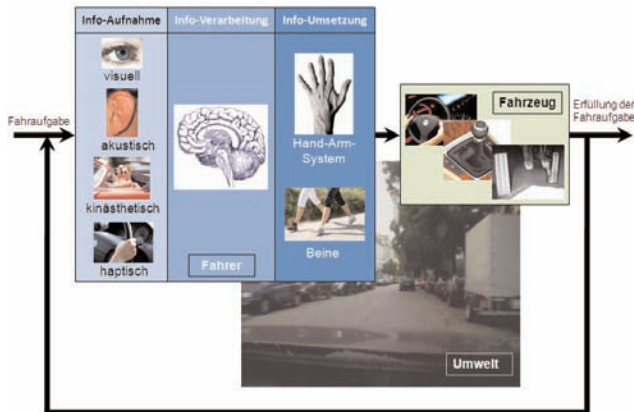 Info-Aufnahme
Info-Verarbeitung
Info-Umsetzung
visuell
akustisch
kinästhetisch
haptisch
Fahrer
Hand-Arm-
System
Beine
Fahraufgabe
Fahrzeug
Erfüllung der
Fahraufgabe
Umwelt